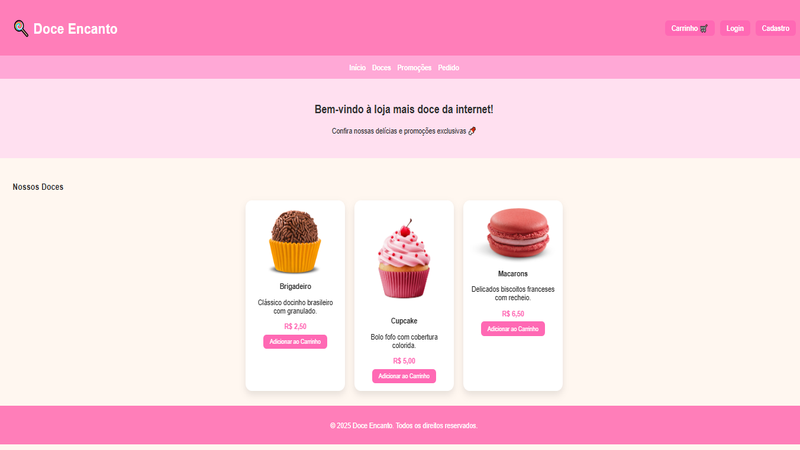 Doce Encanto
Carrinho
Login
Cadastro
Início Doces Promoções Pedido
Bem-vindo à loja mais doce da internet!
Confira nossas delícias e promoções exclusivas
Nossos Doces
Brigadeiro
Clássico docinho brasileiro
com granulado.
R$ 2,50
Adicionar ao Carrinho
Cupcake
Bolo fofo com cobertura
colorida.
R$ 5,00
Adicionar ao Carrinho
Macarons
Delicados biscoitos franceses
com recheio.
R$ 6,50
Adicionar ao Carrinho
© 2025 Doce Encanto. Todos os direitos reservados.